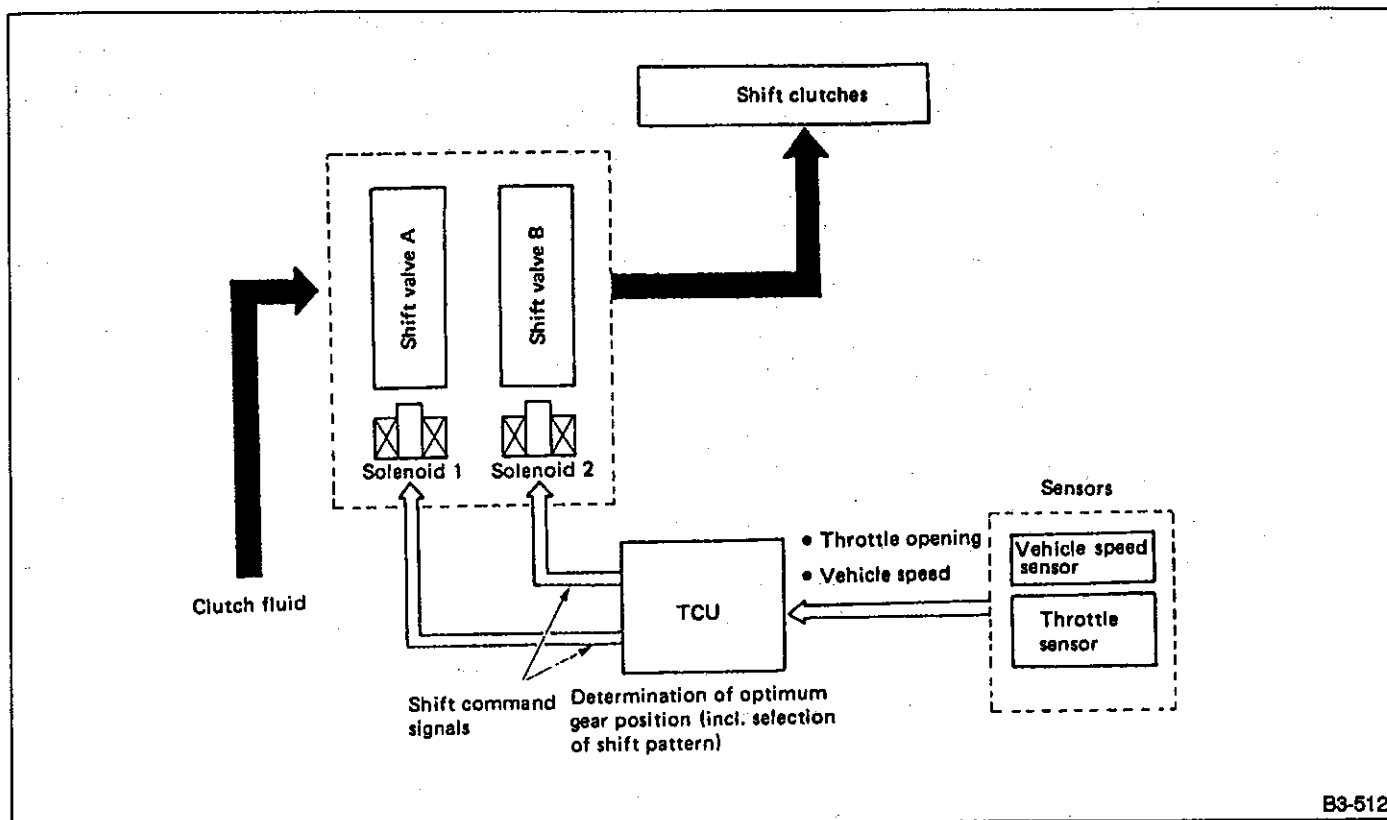 Shift clutches
Shift valve A
Shift valve B
Solenoid 1
Solenoid 2
Sensors
• Throttle opening
• Vehicle speed
Vehicle speed
sensor
Throttle
sensor
TCU
Clutch fluid
Shift command
signals
Determination of optimum
gear position (incl. selection
of shift pattern)
B3-512